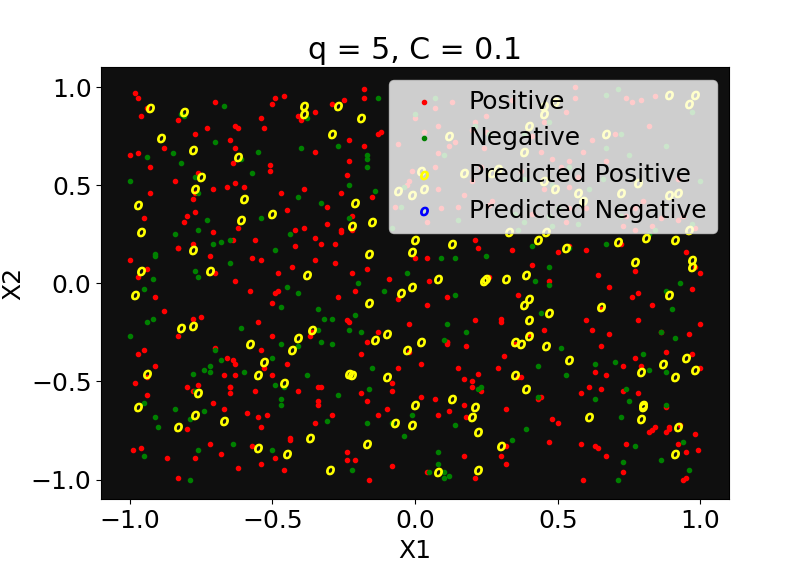 q = 5, C = 0.1
Positive
Negative
Predicted Positive
Predicted Negative
1.0
0.5
0.0
−0.5
−1.0
X2
−1.0 −0.5 0.0 0.5 1.0
X1